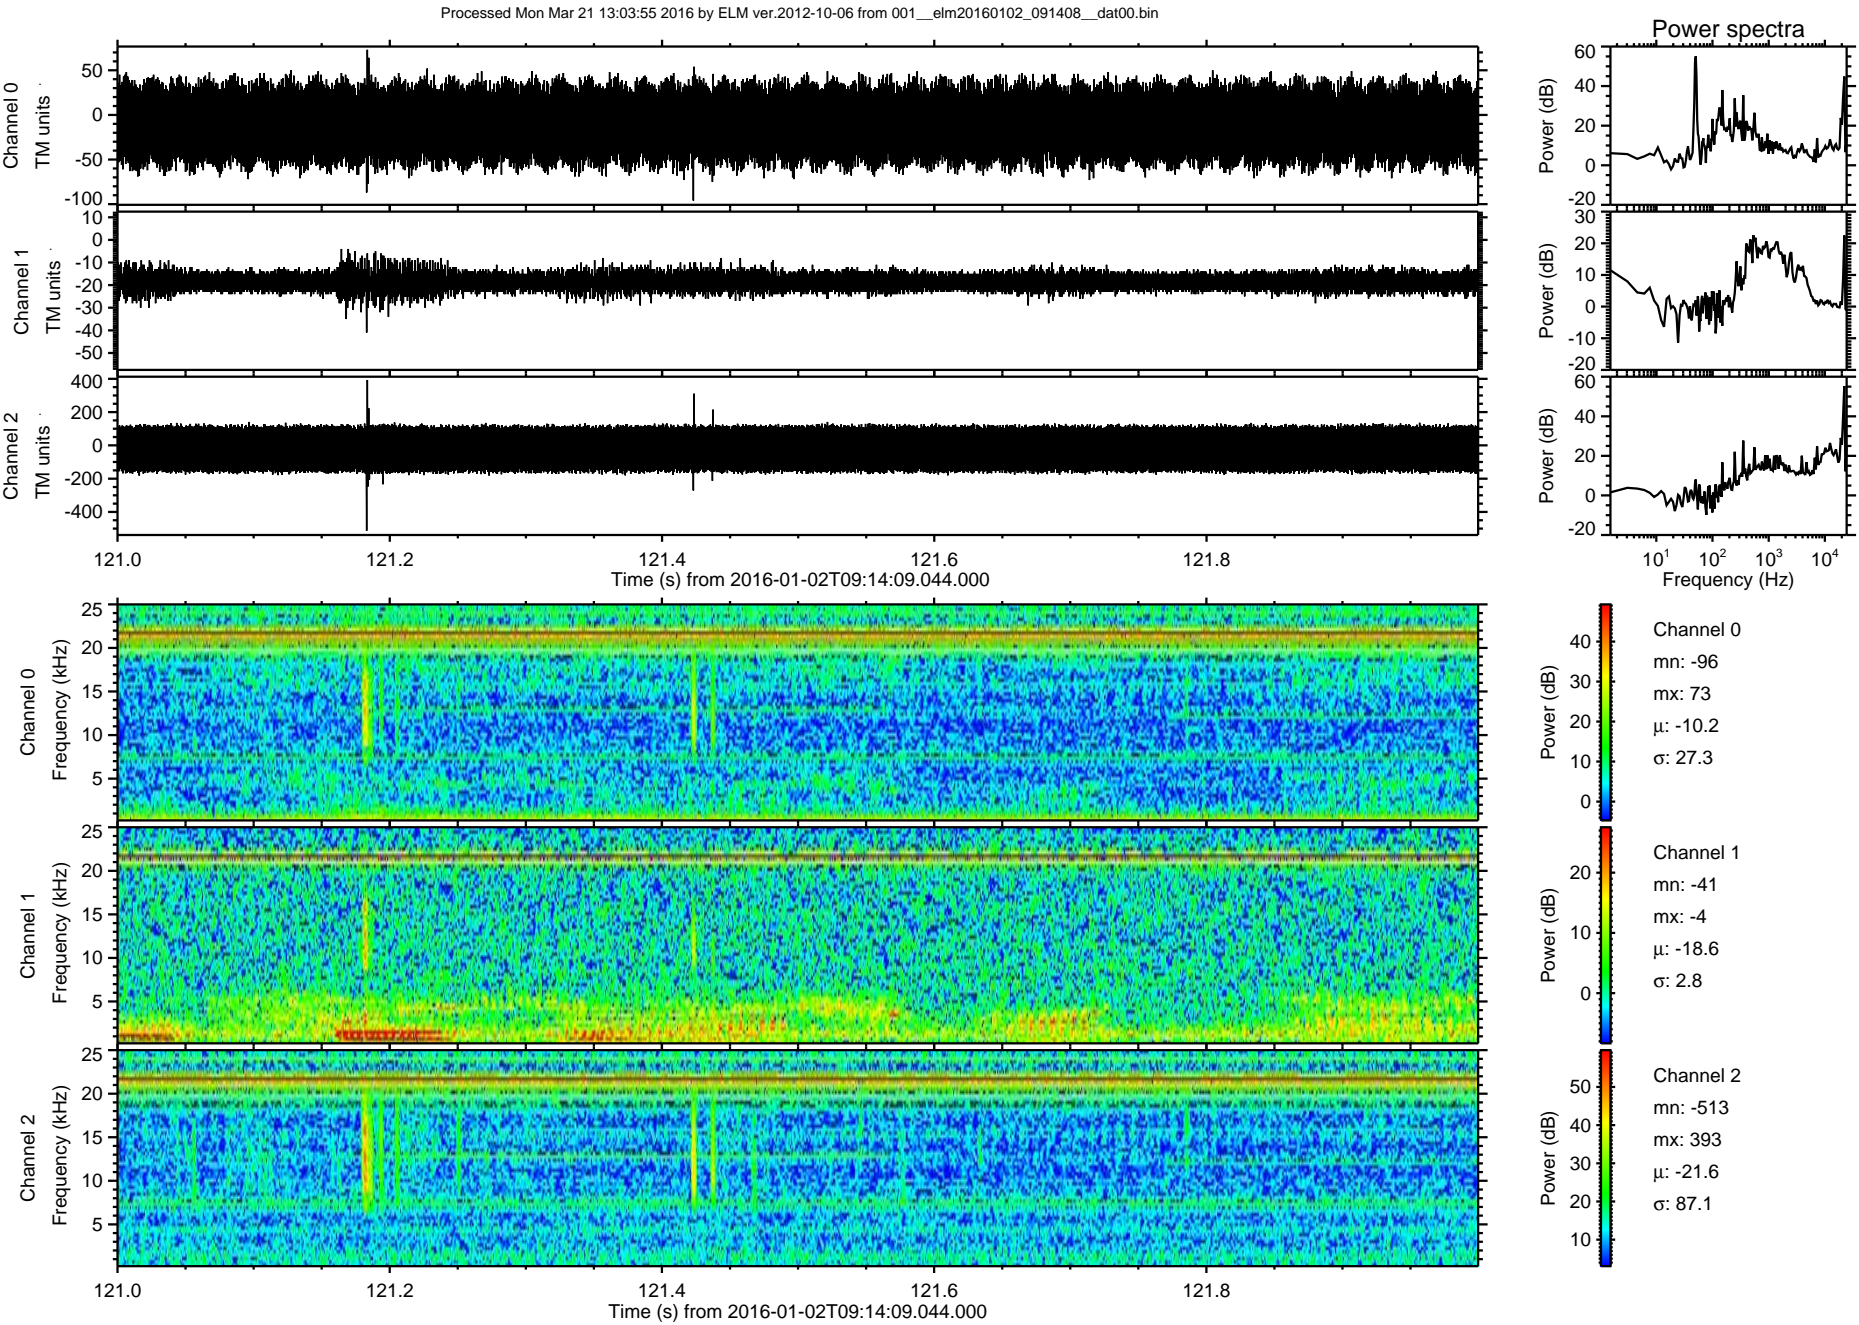 Processed Mon Mar 21 13:03:55 2016 by ELM ver.2012-10-06 from 001__elm20160102_091408__dat00.bin
Power spectra
Channel 0
TM units
50
0
-50
-100
Power (dB)
60
40
20
0
-20
Channel 1
TM units
10
0
-10
-20
-30
-40
-50
Power (dB)
30
20
10
0
-10
-20
Channel 2
TM units
400
200
0
-200
-400
Power (dB)
60
40
20
0
-20
121.0 121.2 121.4 121.6 121.8
Time (s) from 2016-01-02T09:14:09.044.000
10¹ 10² 10³ 10⁴
Frequency (Hz)
Channel 0
Frequency (kHz)
25
20
15
10
5
Power (dB)
40
30
20
10
0
Channel 0
mn: -96
mx: 73
μ: -10.2
σ: 27.3
Channel 1
Frequency (kHz)
25
20
15
10
5
Power (dB)
20
10
0
Channel 1
mn: -41
mx: -4
μ: -18.6
σ: 2.8
Channel 2
Frequency (kHz)
25
20
15
10
5
Power (dB)
50
40
30
20
10
Channel 2
mn: -513
mx: 393
μ: -21.6
σ: 87.1
121.0 121.2 121.4 121.6 121.8
Time (s) from 2016-01-02T09:14:09.044.000